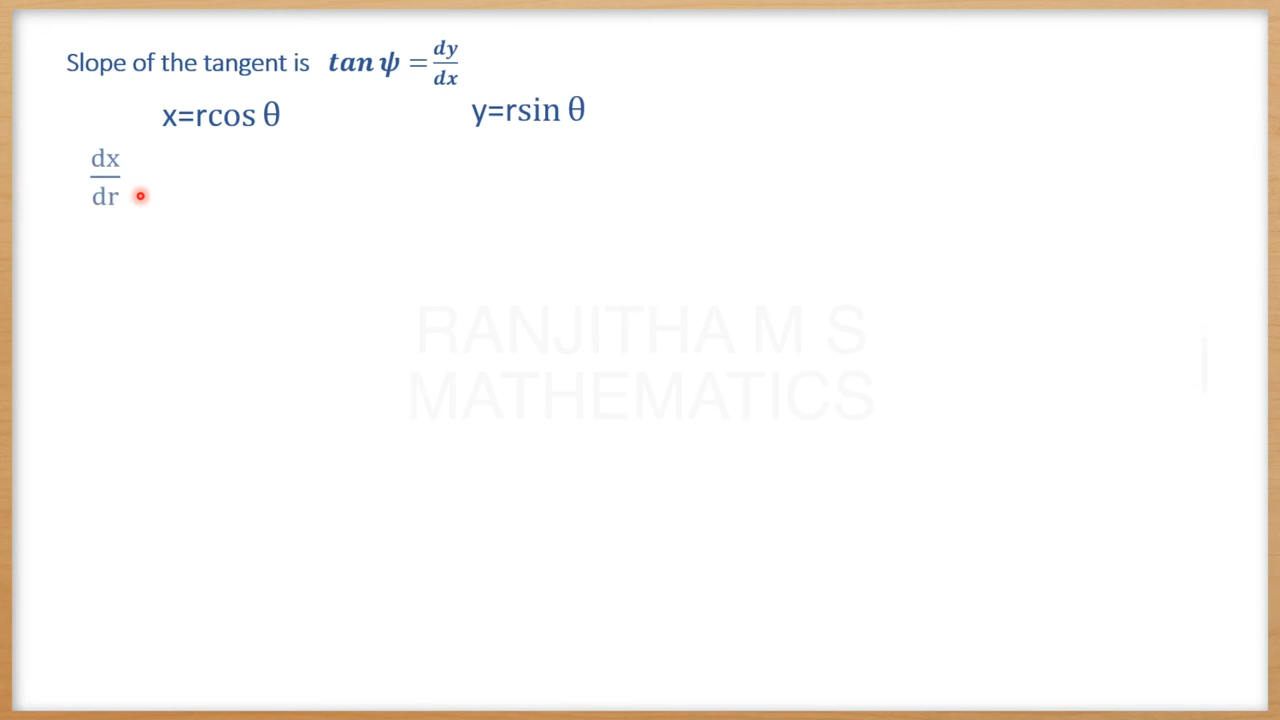 Slope of the tangent is tan ψ = dy/dx
x=rcos θ y=rsin θ
dx/dr
RANJITHA M S
MATHEMATICS